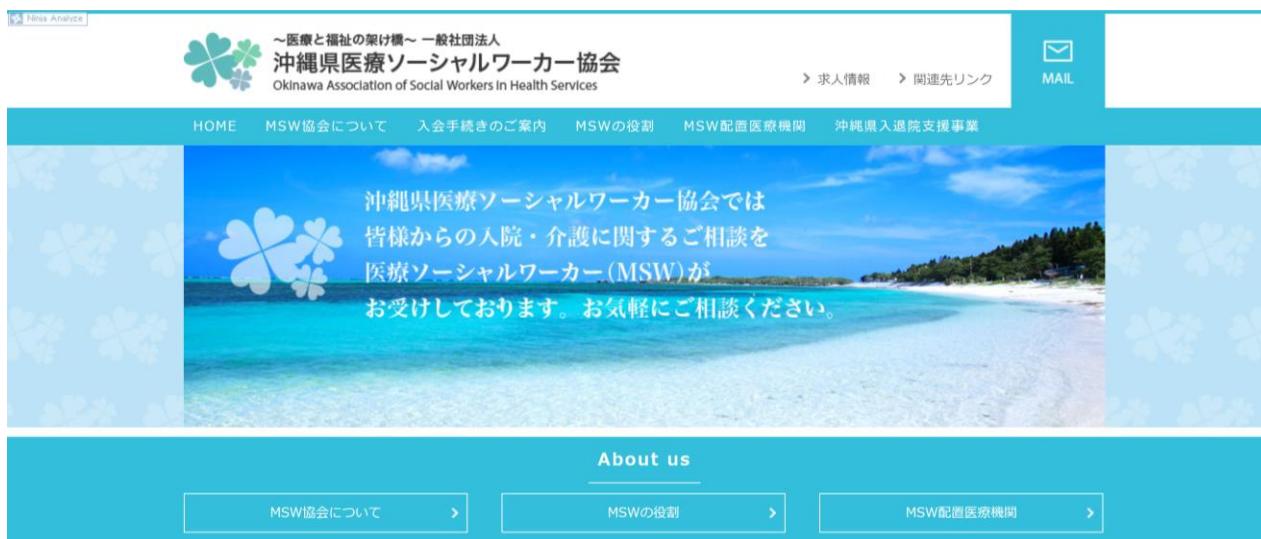 Ninja Analyze
～医療と福祉の架け橋～ 一般社団法人
沖縄県医療ソーシャルワーカー協会
Okinawa Association of Social Workers in Health Services
求人情報
関連先リンク
MAIL
HOME
MSW協会について
入会手続きのご案内
MSWの役割
MSW配置医療機関
沖縄県入退院支援事業
沖縄県医療ソーシャルワーカー協会では
皆様からの入院・介護に関するご相談を
医療ソーシャルワーカー(MSW)が
お受けしております。お気軽にご相談ください。
About us
MSW協会について
MSWの役割
MSW配置医療機関